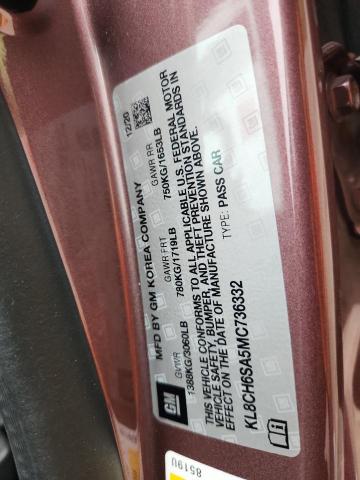 MFD BY GM KOREA COMPANY 12/20
GVWR GAWR FRT GAWR RR
1388KG/3060LB 780KG/1719LB 750KG/1653LB
THIS VEHICLE CONFORMS TO ALL APPLICABLE U.S. FEDERAL MOTOR
VEHICLE SAFETY, BUMPER, AND THEFT PREVENTION STANDARDS IN
EFFECT ON THE DATE OF MANUFACTURE SHOWN ABOVE.
TYPE: PASS CAR
KL8CH6SA5MC736332
GM
8519U